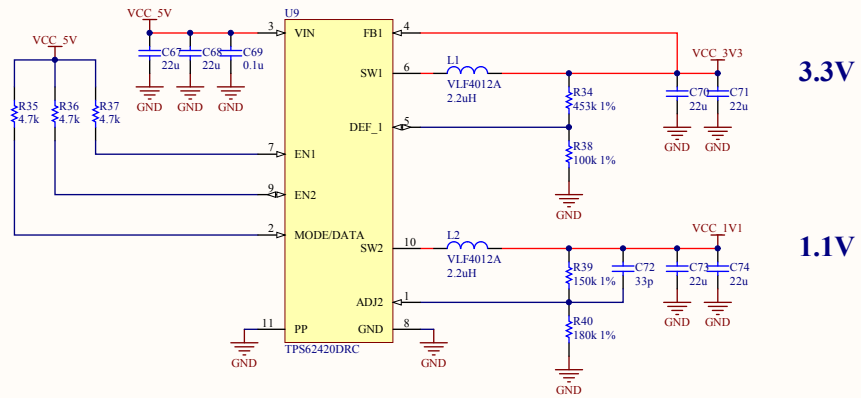 VCC_5V
U9
VCC_5V
3
VIN
FB1
4
C67
22u
C68
22u
C69
0.1u
GND
GND
GND
R35
4.7k
R36
4.7k
R37
4.7k
SW1
6
L1
VLF4012A
2.2uH
VCC_3V3
3.3V
R34
453k 1%
C70
22u
C71
22u
GND
GND
DEF_1
5
R38
100k 1%
GND
7
EN1
9
EN2
2
MODE/DATA
SW2
10
L2
VLF4012A
2.2uH
VCC_1V1
1.1V
R39
150k 1%
C72
33p
C73
22u
C74
22u
GND
GND
ADJ2
1
R40
180k 1%
GND
11
PP
GND
8
GND
GND
TPS62420DRC